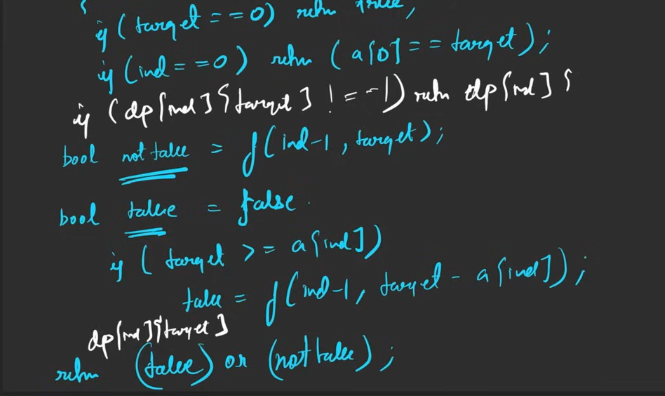 {
if (target == 0) return true;
if (ind == 0) return (a[0] == target);
if (dp[ind][target] != -1) return dp[ind][
bool not take = f(ind-1, target);
bool take = false.
if (target >= a[ind])
take = f(ind-1, target - a[ind]);
dp[ind][target]
return (take) or (not take);